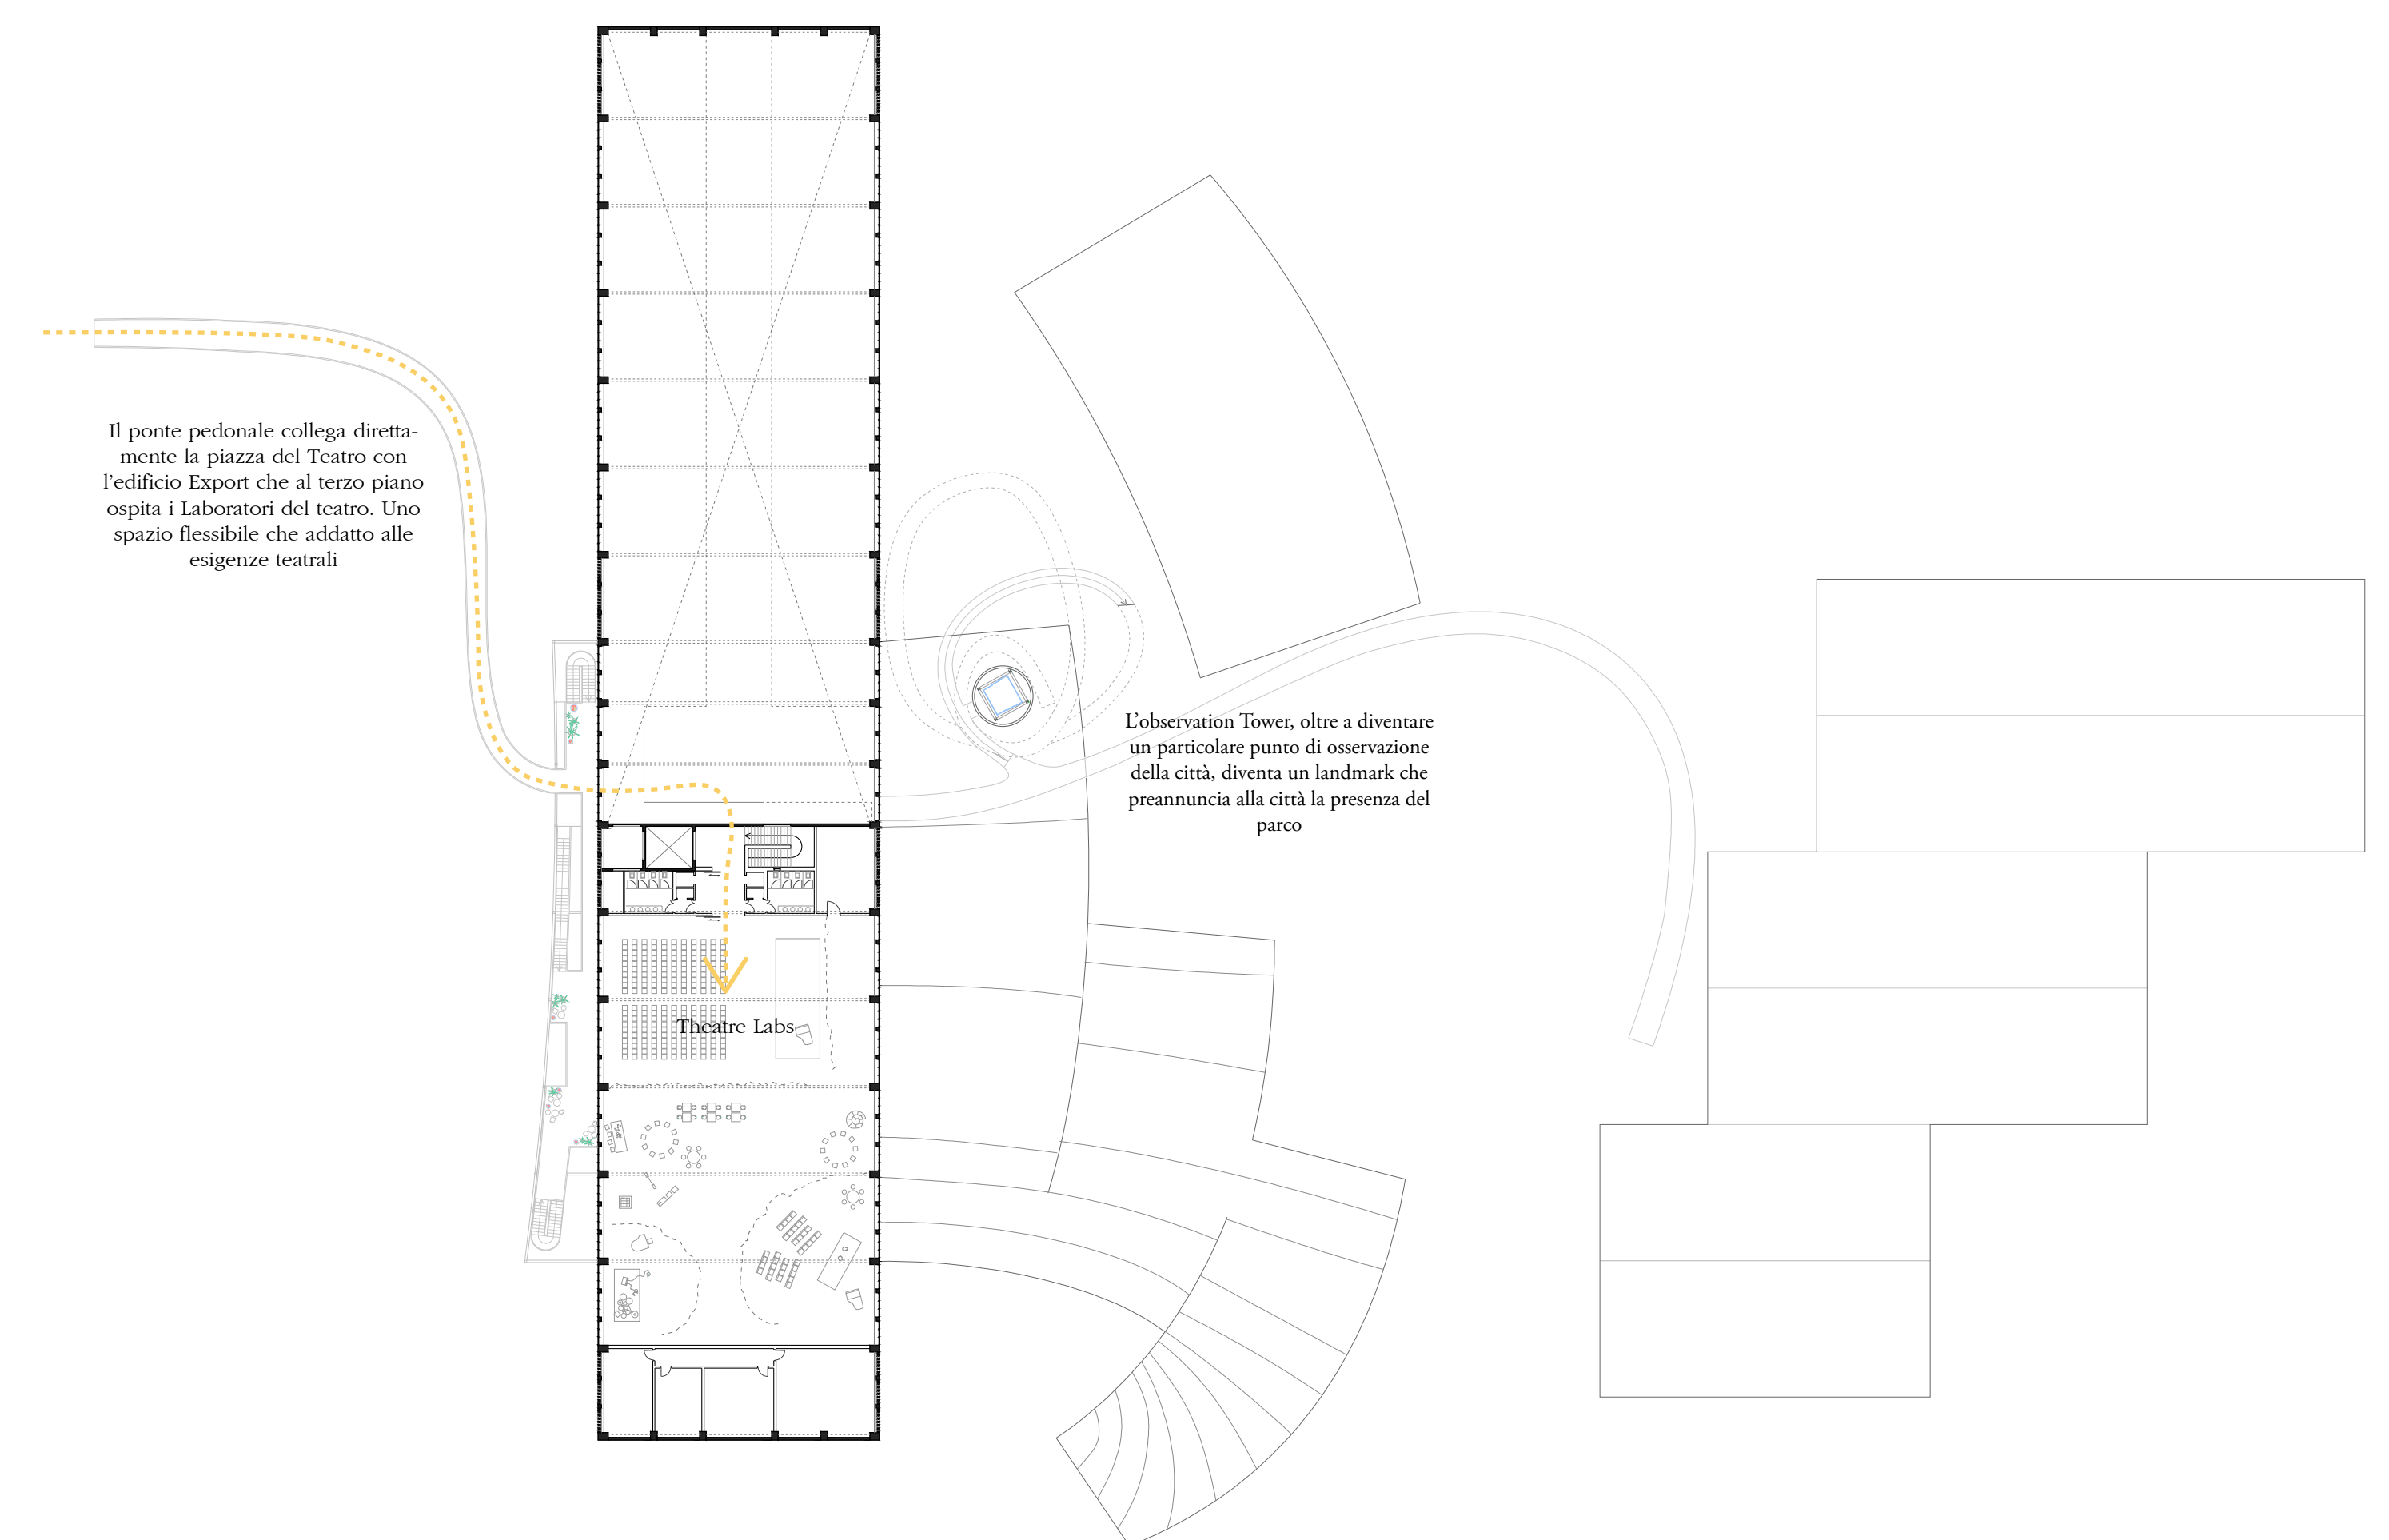 Il ponte pedonale collega diretta-
mente la piazza del Teatro con
l'edificio Export che al terzo piano
ospita i Laboratori del teatro. Uno
spazio flessibile che addatto alle
esigenze teatrali
L'observation Tower, oltre a diventare
un particolare punto di osservazione
della città, diventa un landmark che
preannuncia alla città la presenza del
parco
Theatre Labs